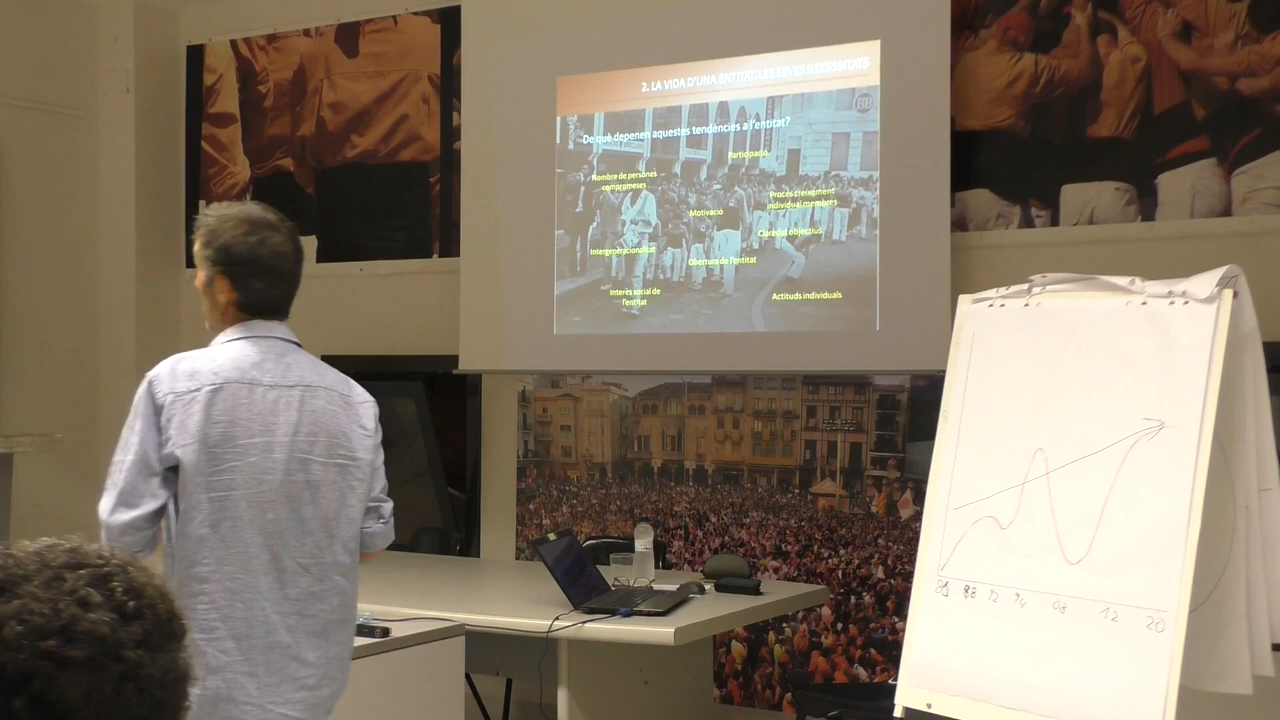 2. LA VIDA D'UNA ENTITAT: LES SEVES NECESSITATS
BB
De què depenen aquestes tendències a l'entitat?
Participació
Nombre de persones
compromeses
Procés creixement
individual membres
Motivació
Claredat objectius
Intergeneracionalitat
Obertura de l'entitat
Interès social de
l'entitat
Actituds individuals
88 92 94 08 12 20